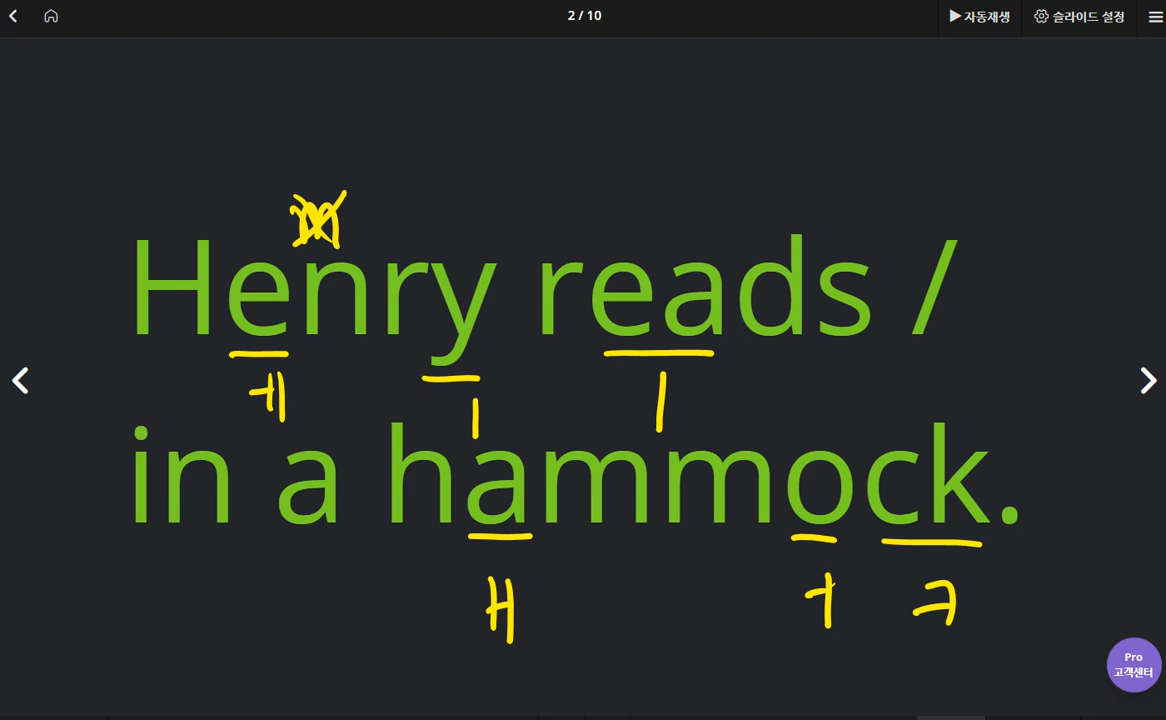 2 / 10
자동재생
슬라이드 설정
Henry reads /
ㅔ ㅣ ㅣ
in a hammock.
ㅐ ㅓ ㅋ
Pro
고객센터